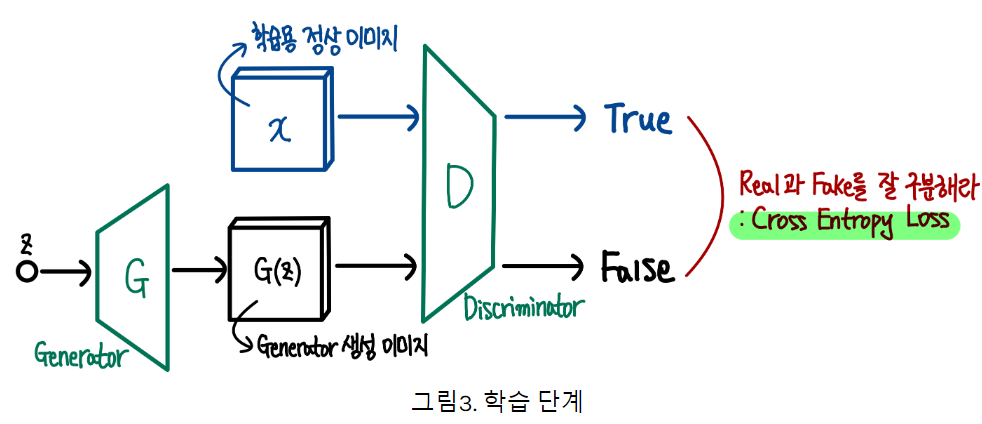 학습용 정상 이미지
x
True
D
Real과 Fake를 잘 구분해라
: Cross Entropy Loss
z
G
G(z)
False
Discriminator
Generator
Generator 생성 이미지
그림3. 학습 단계